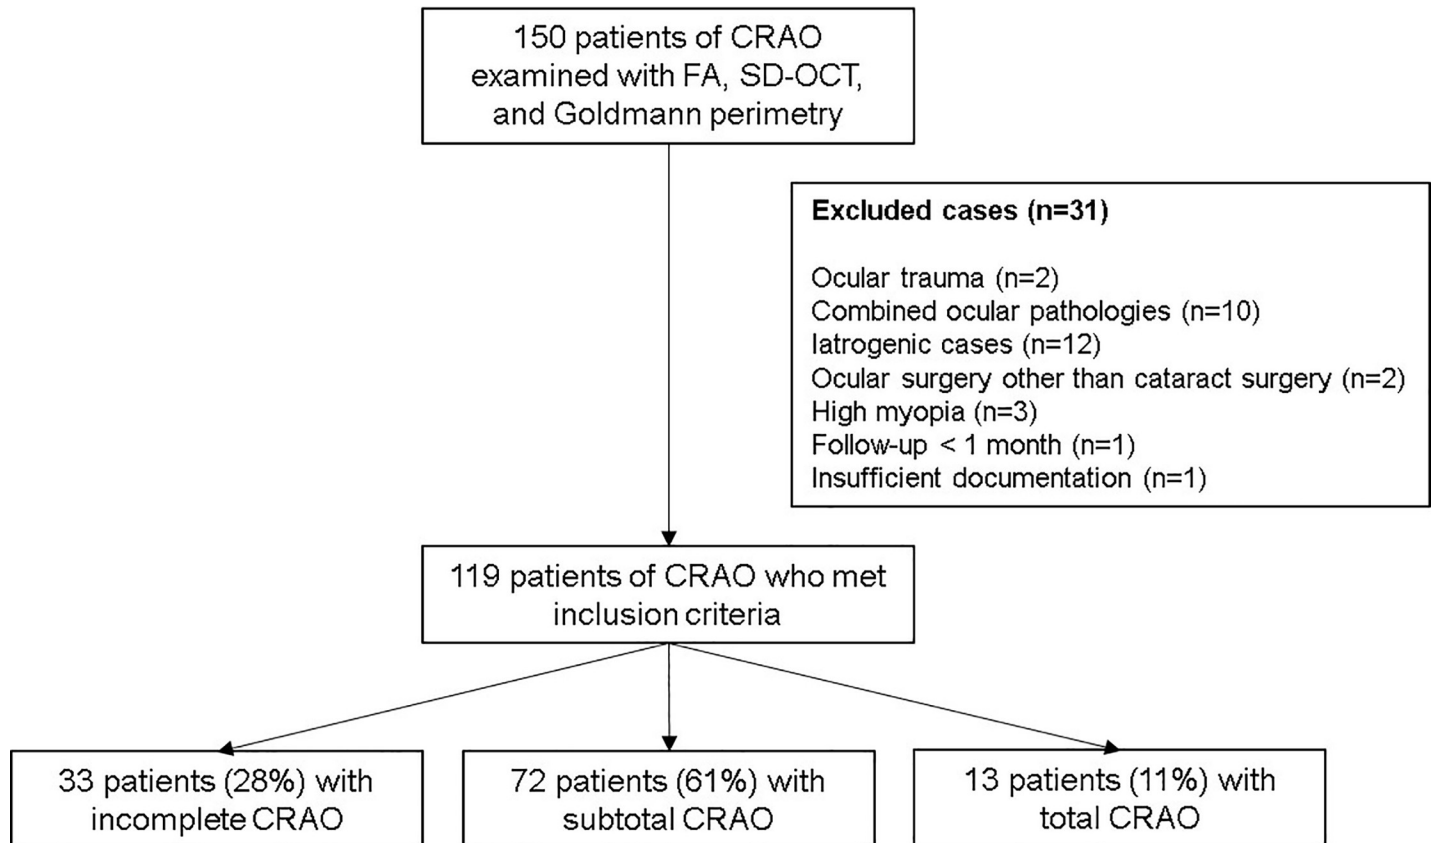 150 patients of CRAO
examined with FA, SD-OCT,
and Goldmann perimetry
Excluded cases (n=31)
Ocular trauma (n=2)
Combined ocular pathologies (n=10)
Iatrogenic cases (n=12)
Ocular surgery other than cataract surgery (n=2)
High myopia (n=3)
Follow-up < 1 month (n=1)
Insufficient documentation (n=1)
119 patients of CRAO who met
inclusion criteria
33 patients (28%) with
incomplete CRAO
72 patients (61%) with
subtotal CRAO
13 patients (11%) with
total CRAO